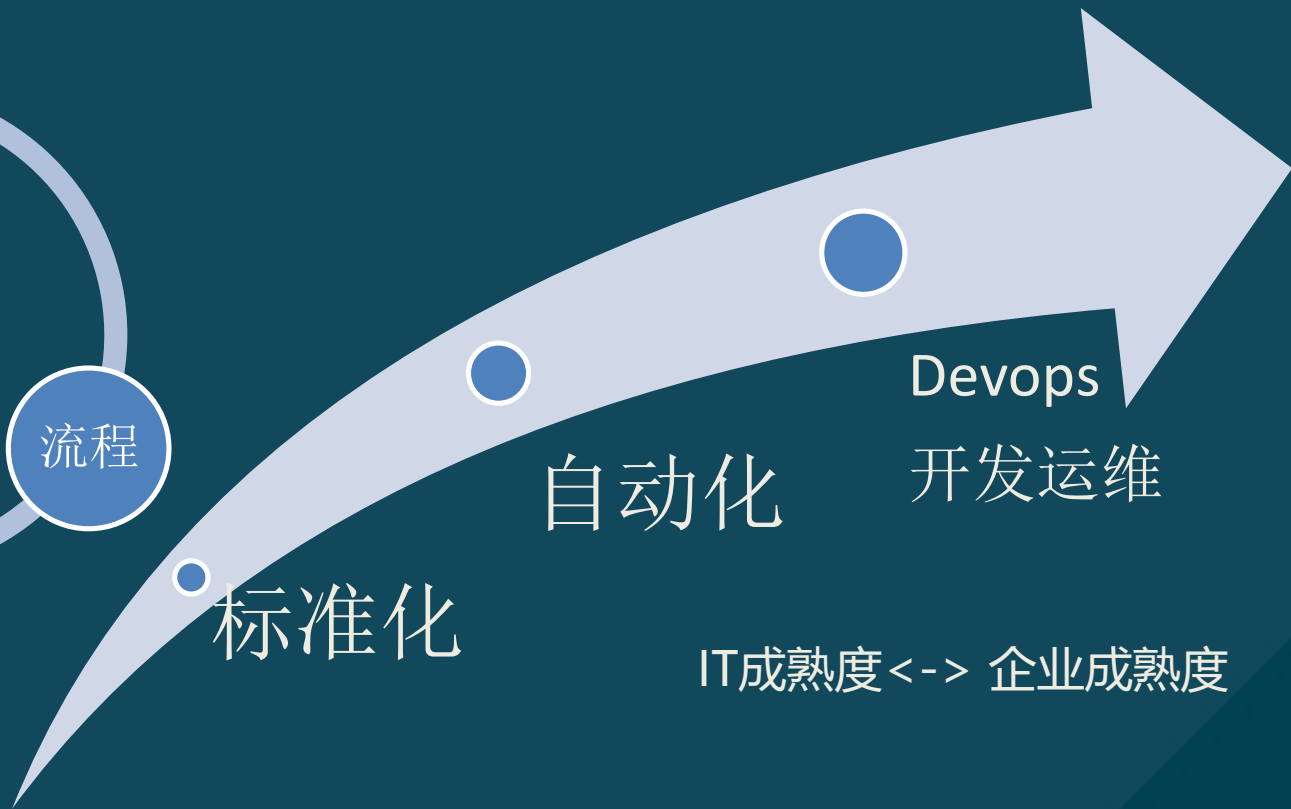 流程
Devops
开发运维
自动化
标准化
IT成熟度<-> 企业成熟度